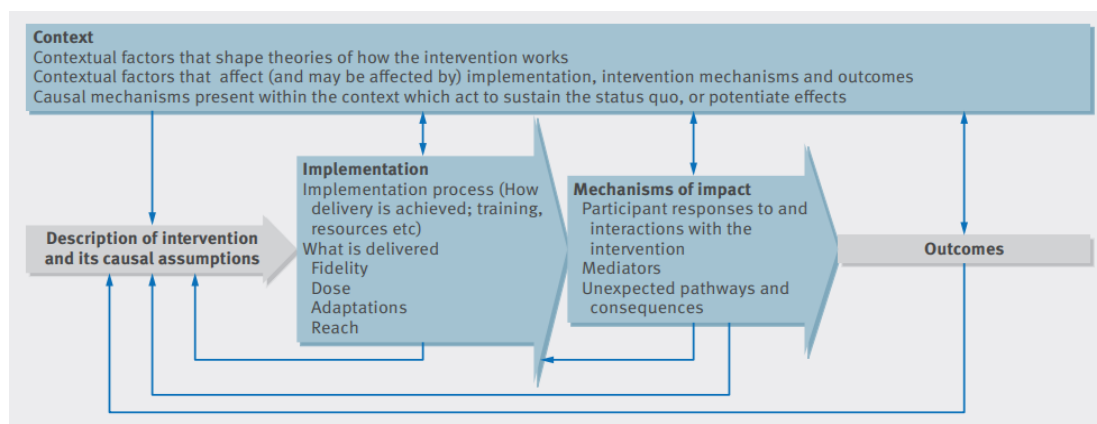 Context
Contextual factors that shape theories of how the intervention works
Contextual factors that affect (and may be affected by) implementation, intervention mechanisms and outcomes
Causal mechanisms present within the context which act to sustain the status quo, or potentiate effects
Description of intervention
and its causal assumptions
Implementation
Implementation process (How
delivery is achieved; training,
resources etc)
What is delivered
Fidelity
Dose
Adaptations
Reach
Mechanisms of impact
Participant responses to and
interactions with the
intervention
Mediators
Unexpected pathways and
consequences
Outcomes